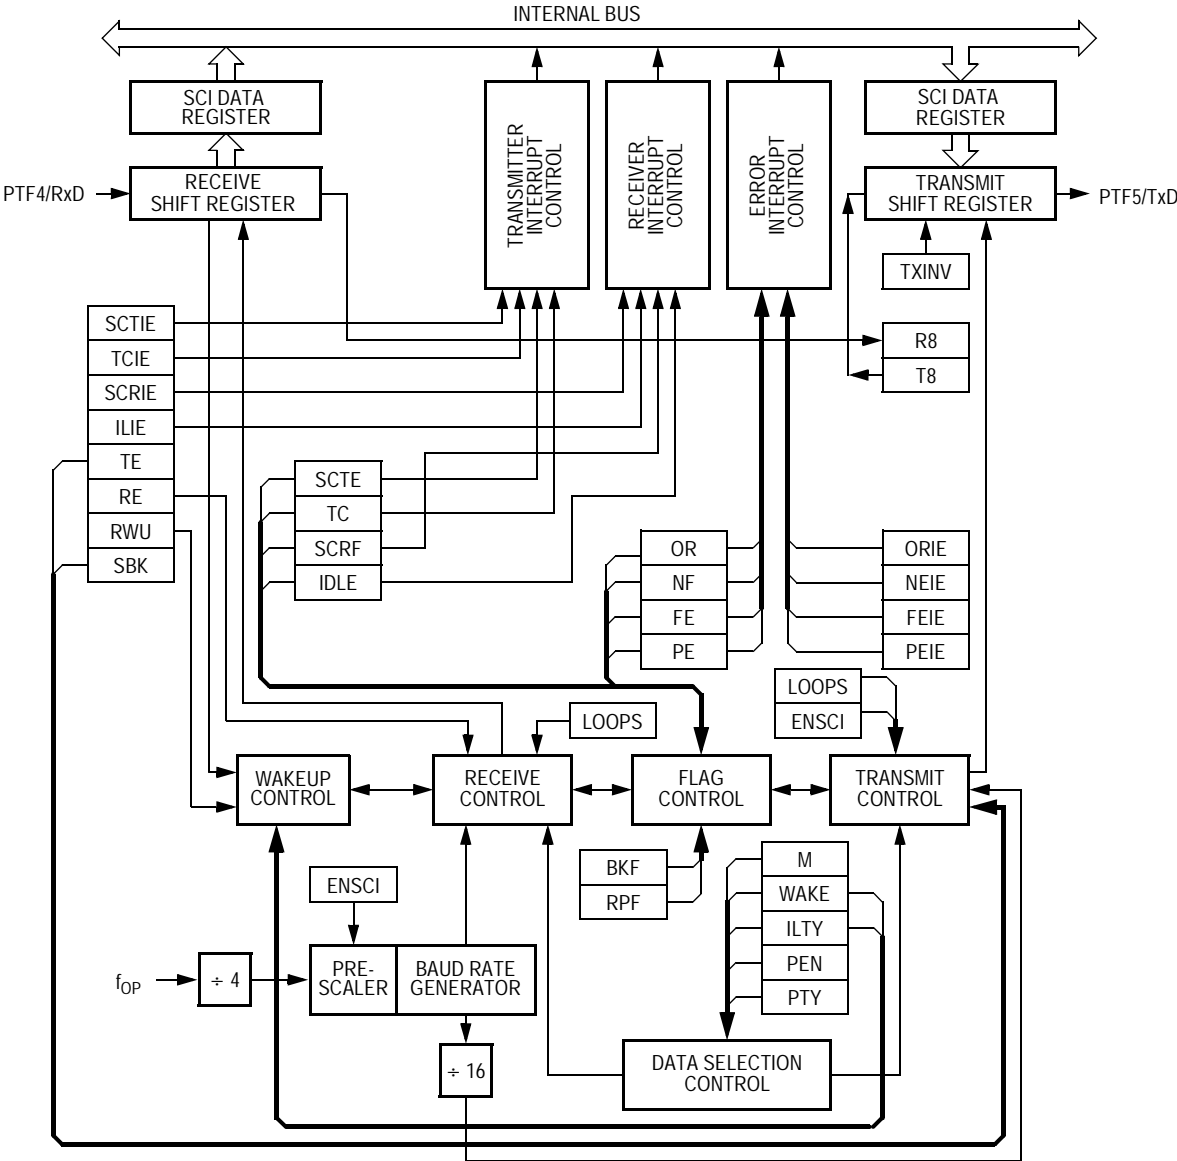 INTERNAL BUS
SCI DATA
REGISTER
SCI DATA
REGISTER
TRANSMITTER
INTERRUPT
CONTROL
RECEIVER
INTERRUPT
CONTROL
ERROR
INTERRUPT
CONTROL
PTF4/RxD
RECEIVE
SHIFT REGISTER
TRANSMIT
SHIFT REGISTER
PTF5/TxD
TXINV
R8
T8
SCTIE
TCIE
SCRIE
ILIE
TE
RE
RWU
SBK
SCTE
TC
SCRF
IDLE
OR
NF
FE
PE
ORIE
NEIE
FEIE
PEIE
LOOPS
ENSCI
LOOPS
WAKEUP
CONTROL
RECEIVE
CONTROL
FLAG
CONTROL
TRANSMIT
CONTROL
BKF
RPF
M
WAKE
ILTY
PEN
PTY
ENSCI
fOP
÷ 4
PRE-
SCALER
BAUD RATE
GENERATOR
÷ 16
DATA SELECTION
CONTROL